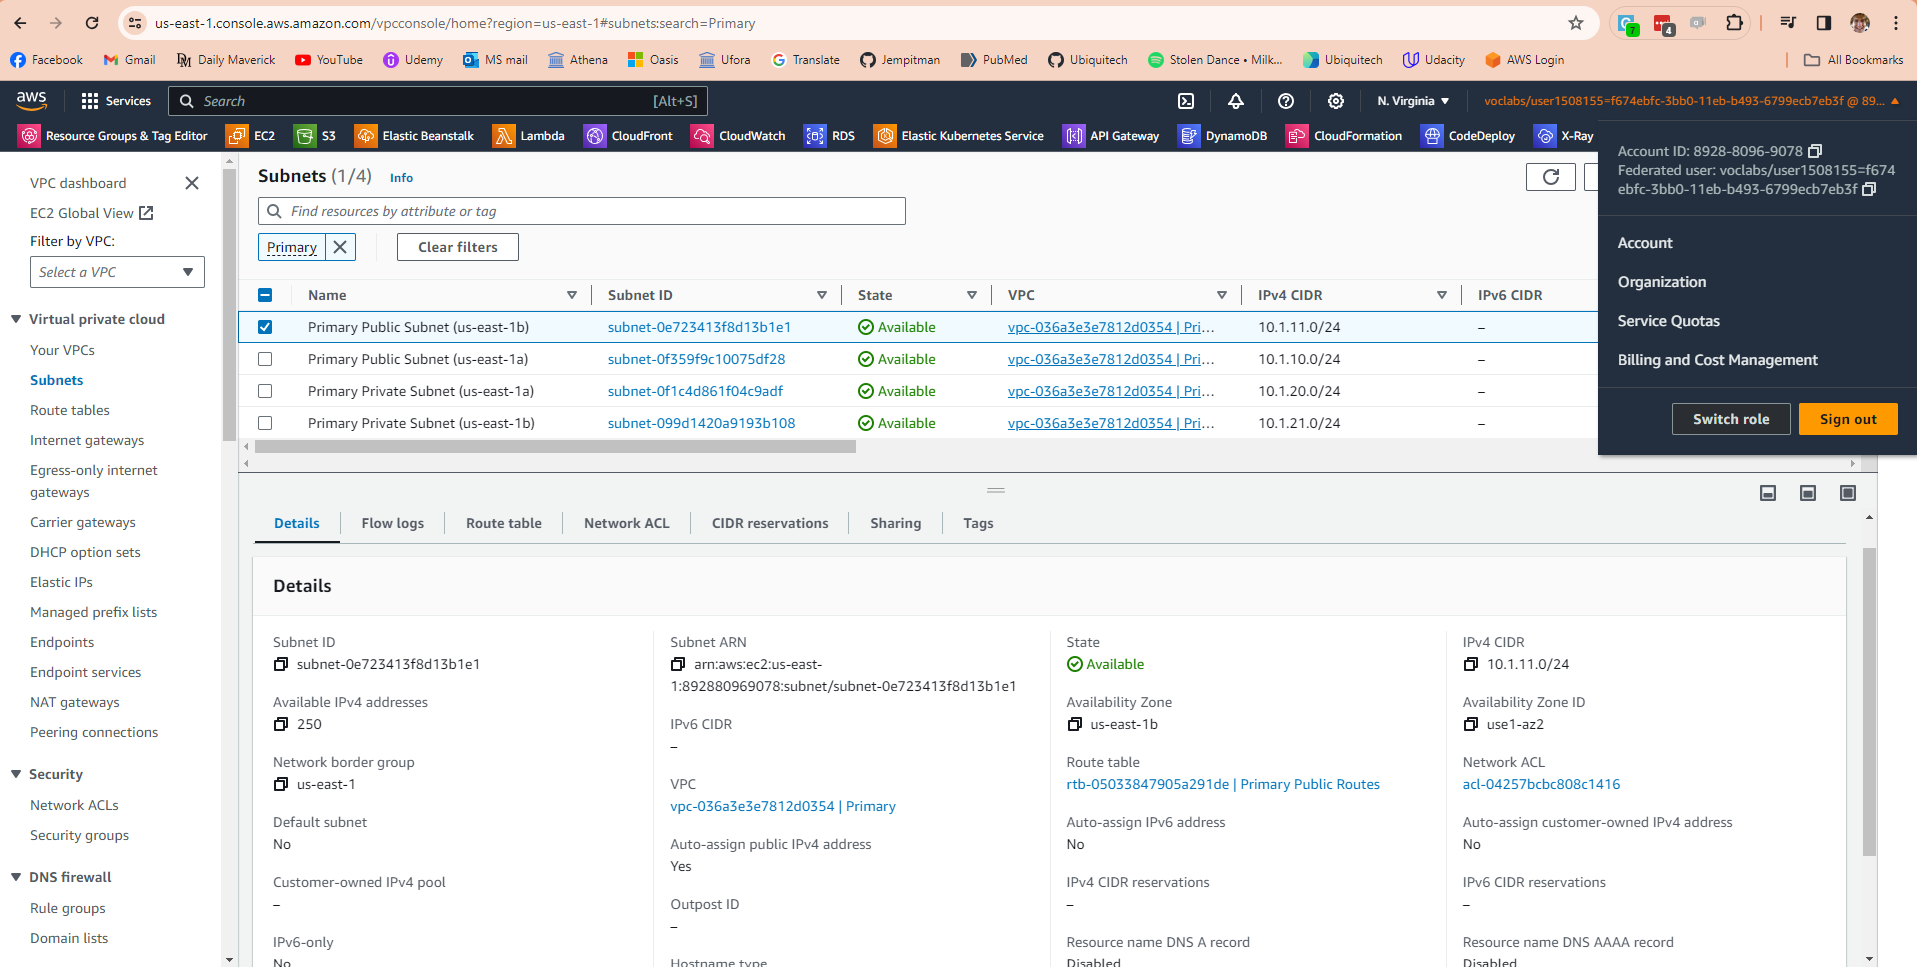 us-east-1.console.aws.amazon.com/vpcconsole/home?region=us-east-1#subnets:search=Primary
7
4
Facebook
Gmail
Daily Maverick
YouTube
Udemy
MS mail
Athena
Oasis
Ufora
Translate
Jempitman
PubMed
Ubiquitech
Stolen Dance • Milk...
Ubiquitech
Udacity
AWS Login
All Bookmarks
aws
Services
Search
[Alt+S]
N. Virginia
voclabs/user1508155=f674ebfc-3bb0-11eb-b493-6799ecb7eb3f @ 89...
Resource Groups & Tag Editor
EC2
S3
Elastic Beanstalk
Lambda
CloudFront
CloudWatch
RDS
Elastic Kubernetes Service
API Gateway
DynamoDB
CloudFormation
CodeDeploy
X-Ray
Account ID: 8928-8096-9078
Federated user: voclabs/user1508155=f674
ebfc-3bb0-11eb-b493-6799ecb7eb3f
Account
Organization
Service Quotas
Billing and Cost Management
Switch role
Sign out
VPC dashboard
EC2 Global View
Filter by VPC:
Select a VPC
Virtual private cloud
Your VPCs
Subnets
Route tables
Internet gateways
Egress-only internet
gateways
Carrier gateways
DHCP option sets
Elastic IPs
Managed prefix lists
Endpoints
Endpoint services
NAT gateways
Peering connections
Security
Network ACLs
Security groups
DNS firewall
Rule groups
Domain lists
Subnets (1/4) Info
Find resources by attribute or tag
Primary
Clear filters
Name Subnet ID State VPC IPv4 CIDR IPv6 CIDR
Primary Public Subnet (us-east-1b) subnet-0e723413f8d13b1e1 Available vpc-036a3e3e7812d0354 | Pri... 10.1.11.0/24 –
Primary Public Subnet (us-east-1a) subnet-0f359f9c10075df28 Available vpc-036a3e3e7812d0354 | Pri... 10.1.10.0/24 –
Primary Private Subnet (us-east-1a) subnet-0f1c4d861f04c9adf Available vpc-036a3e3e7812d0354 | Pri... 10.1.20.0/24 –
Primary Private Subnet (us-east-1b) subnet-099d1420a9193b108 Available vpc-036a3e3e7812d0354 | Pri... 10.1.21.0/24 –
Details
Flow logs
Route table
Network ACL
CIDR reservations
Sharing
Tags
Details
Subnet ID
subnet-0e723413f8d13b1e1
Available IPv4 addresses
250
Network border group
us-east-1
Default subnet
No
Customer-owned IPv4 pool
–
IPv6-only
No
Subnet ARN
arn:aws:ec2:us-east-
1:892880969078:subnet/subnet-0e723413f8d13b1e1
IPv6 CIDR
–
VPC
vpc-036a3e3e7812d0354 | Primary
Auto-assign public IPv4 address
Yes
Outpost ID
–
Hostname type
State
Available
Availability Zone
us-east-1b
Route table
rtb-05033847905a291de | Primary Public Routes
Auto-assign IPv6 address
No
IPv4 CIDR reservations
–
Resource name DNS A record
Disabled
IPv4 CIDR
10.1.11.0/24
Availability Zone ID
use1-az2
Network ACL
acl-04257bcbc808c1416
Auto-assign customer-owned IPv4 address
No
IPv6 CIDR reservations
–
Resource name DNS AAAA record
Disabled